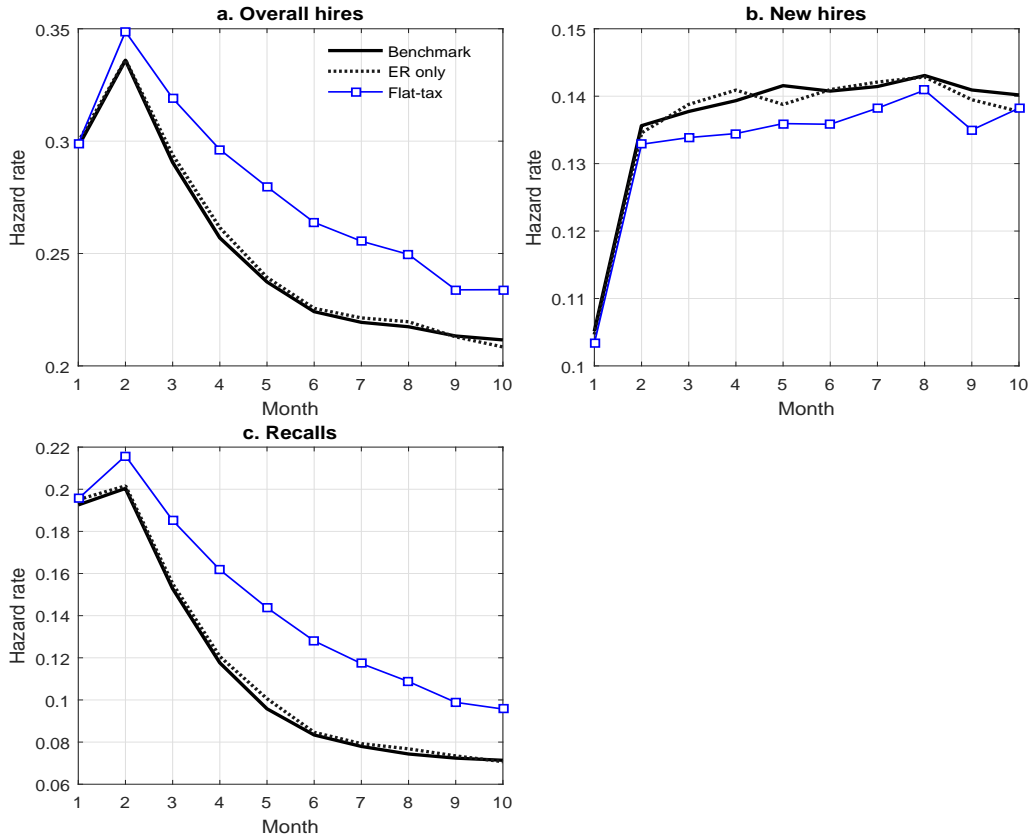 a. Overall hires
0.35
0.3
0.25
0.2
Hazard rate
1 2 3 4 5 6 7 8 9 10
Month
Benchmark
ER only
Flat-tax
b. New hires
0.15
0.14
0.13
0.12
0.11
0.1
Hazard rate
1 2 3 4 5 6 7 8 9 10
Month
c. Recalls
0.22
0.2
0.18
0.16
0.14
0.12
0.1
0.08
0.06
Hazard rate
1 2 3 4 5 6 7 8 9 10
Month